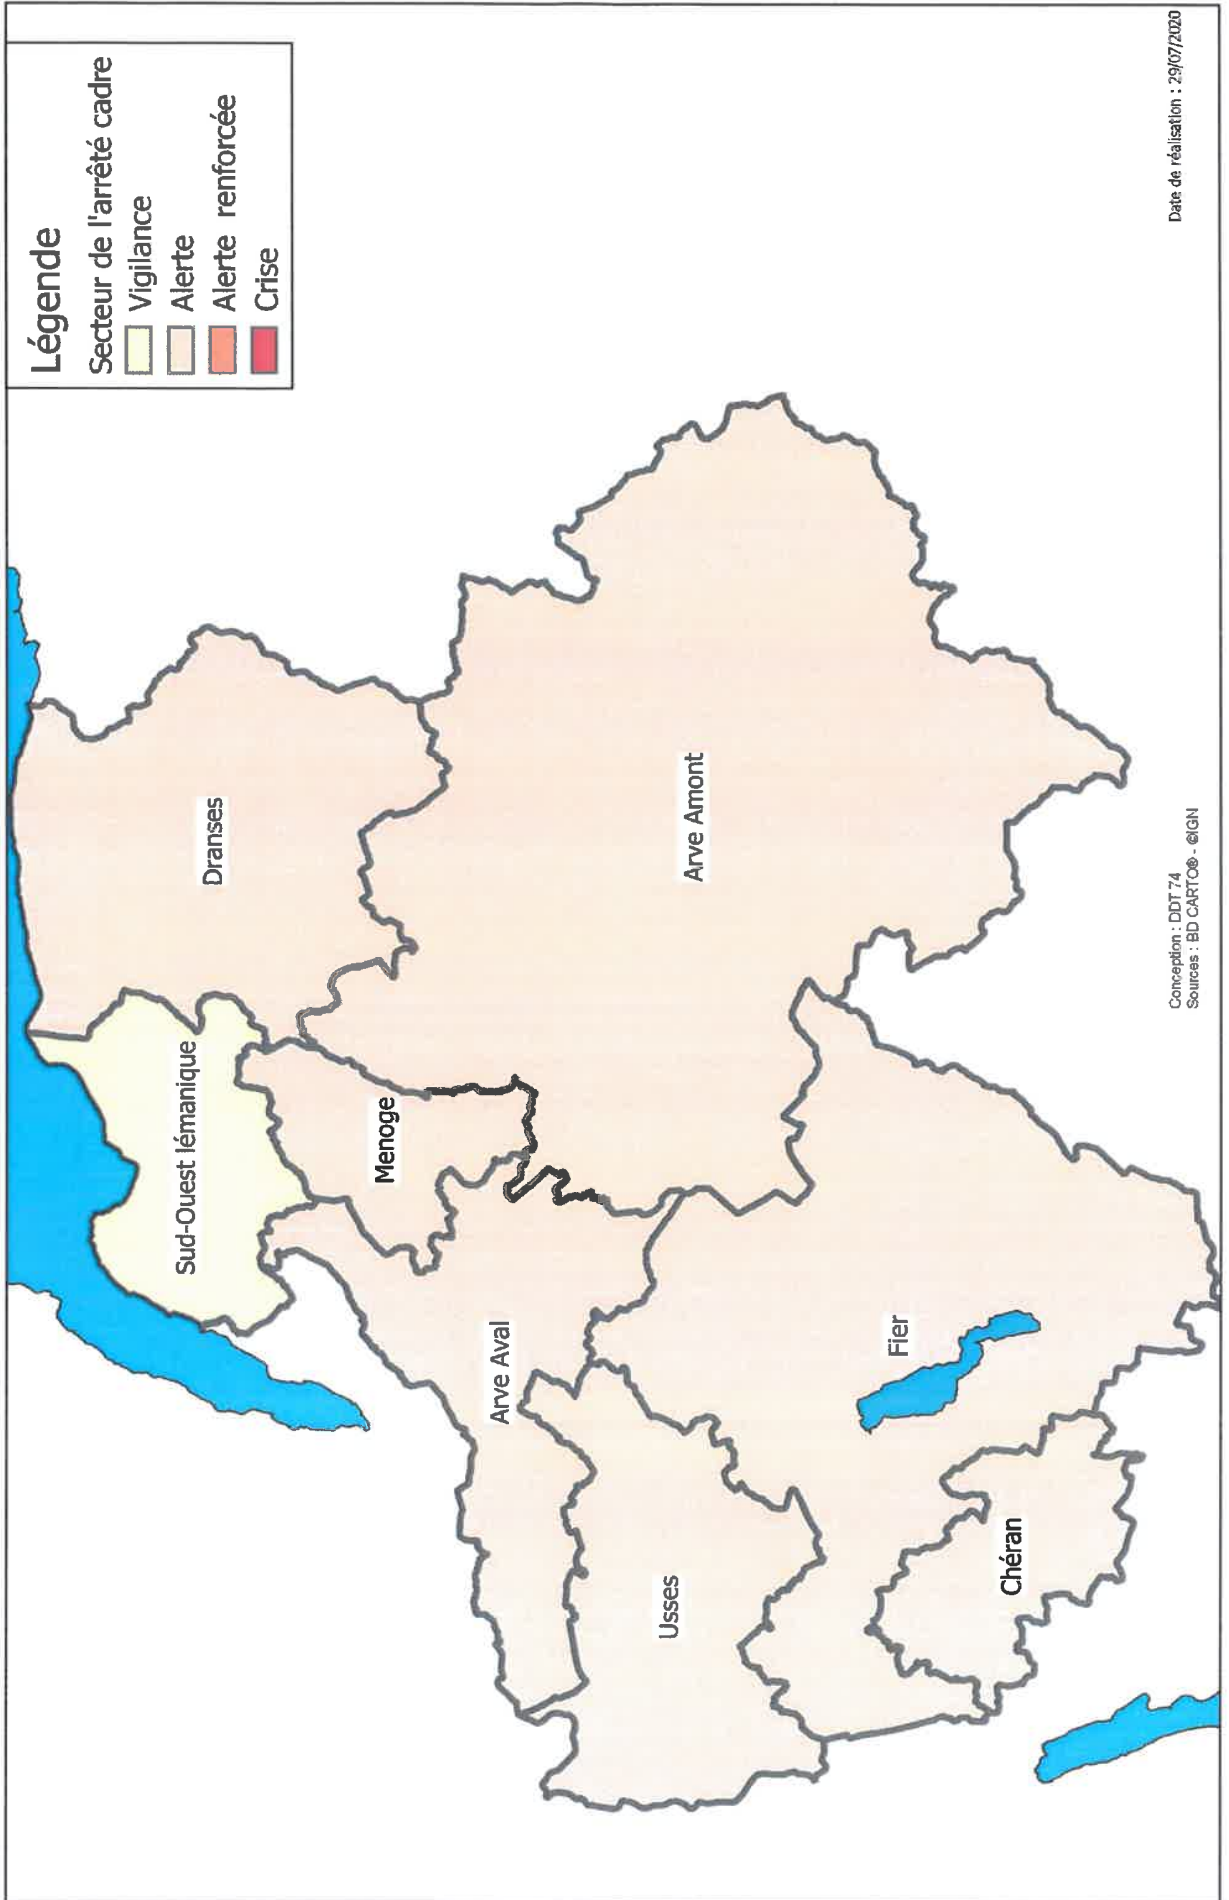 Légende
Secteur de l'arrêté cadre
Vigilance
Alerte
Alerte renforcée
Crise
Dranses
Sud-Ouest lémanique
Menoge
Arve Amont
Arve Aval
Fier
Usses
Chéran
Conception : DDT 74
Sources : BD CARTO® - ©IGN
Date de réalisation : 29/07/2020